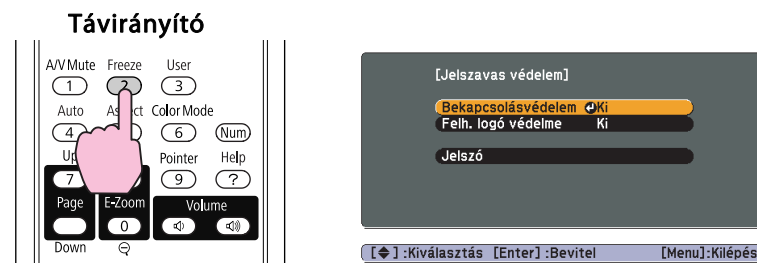 Távirányító
A/V Mute Freeze User
1 2 3
Auto Color Mode
4 6 Num
Pointer Help
7 9 ?
Page E-Zoom Volume
0
Down
[Jelszavas védelem]
Bekapcsolásvédelem Ki
Felh. logó védelme Ki
Jelszó
[ ] :Kiválasztás [Enter] :Bevitel [Menu]:Kilépés